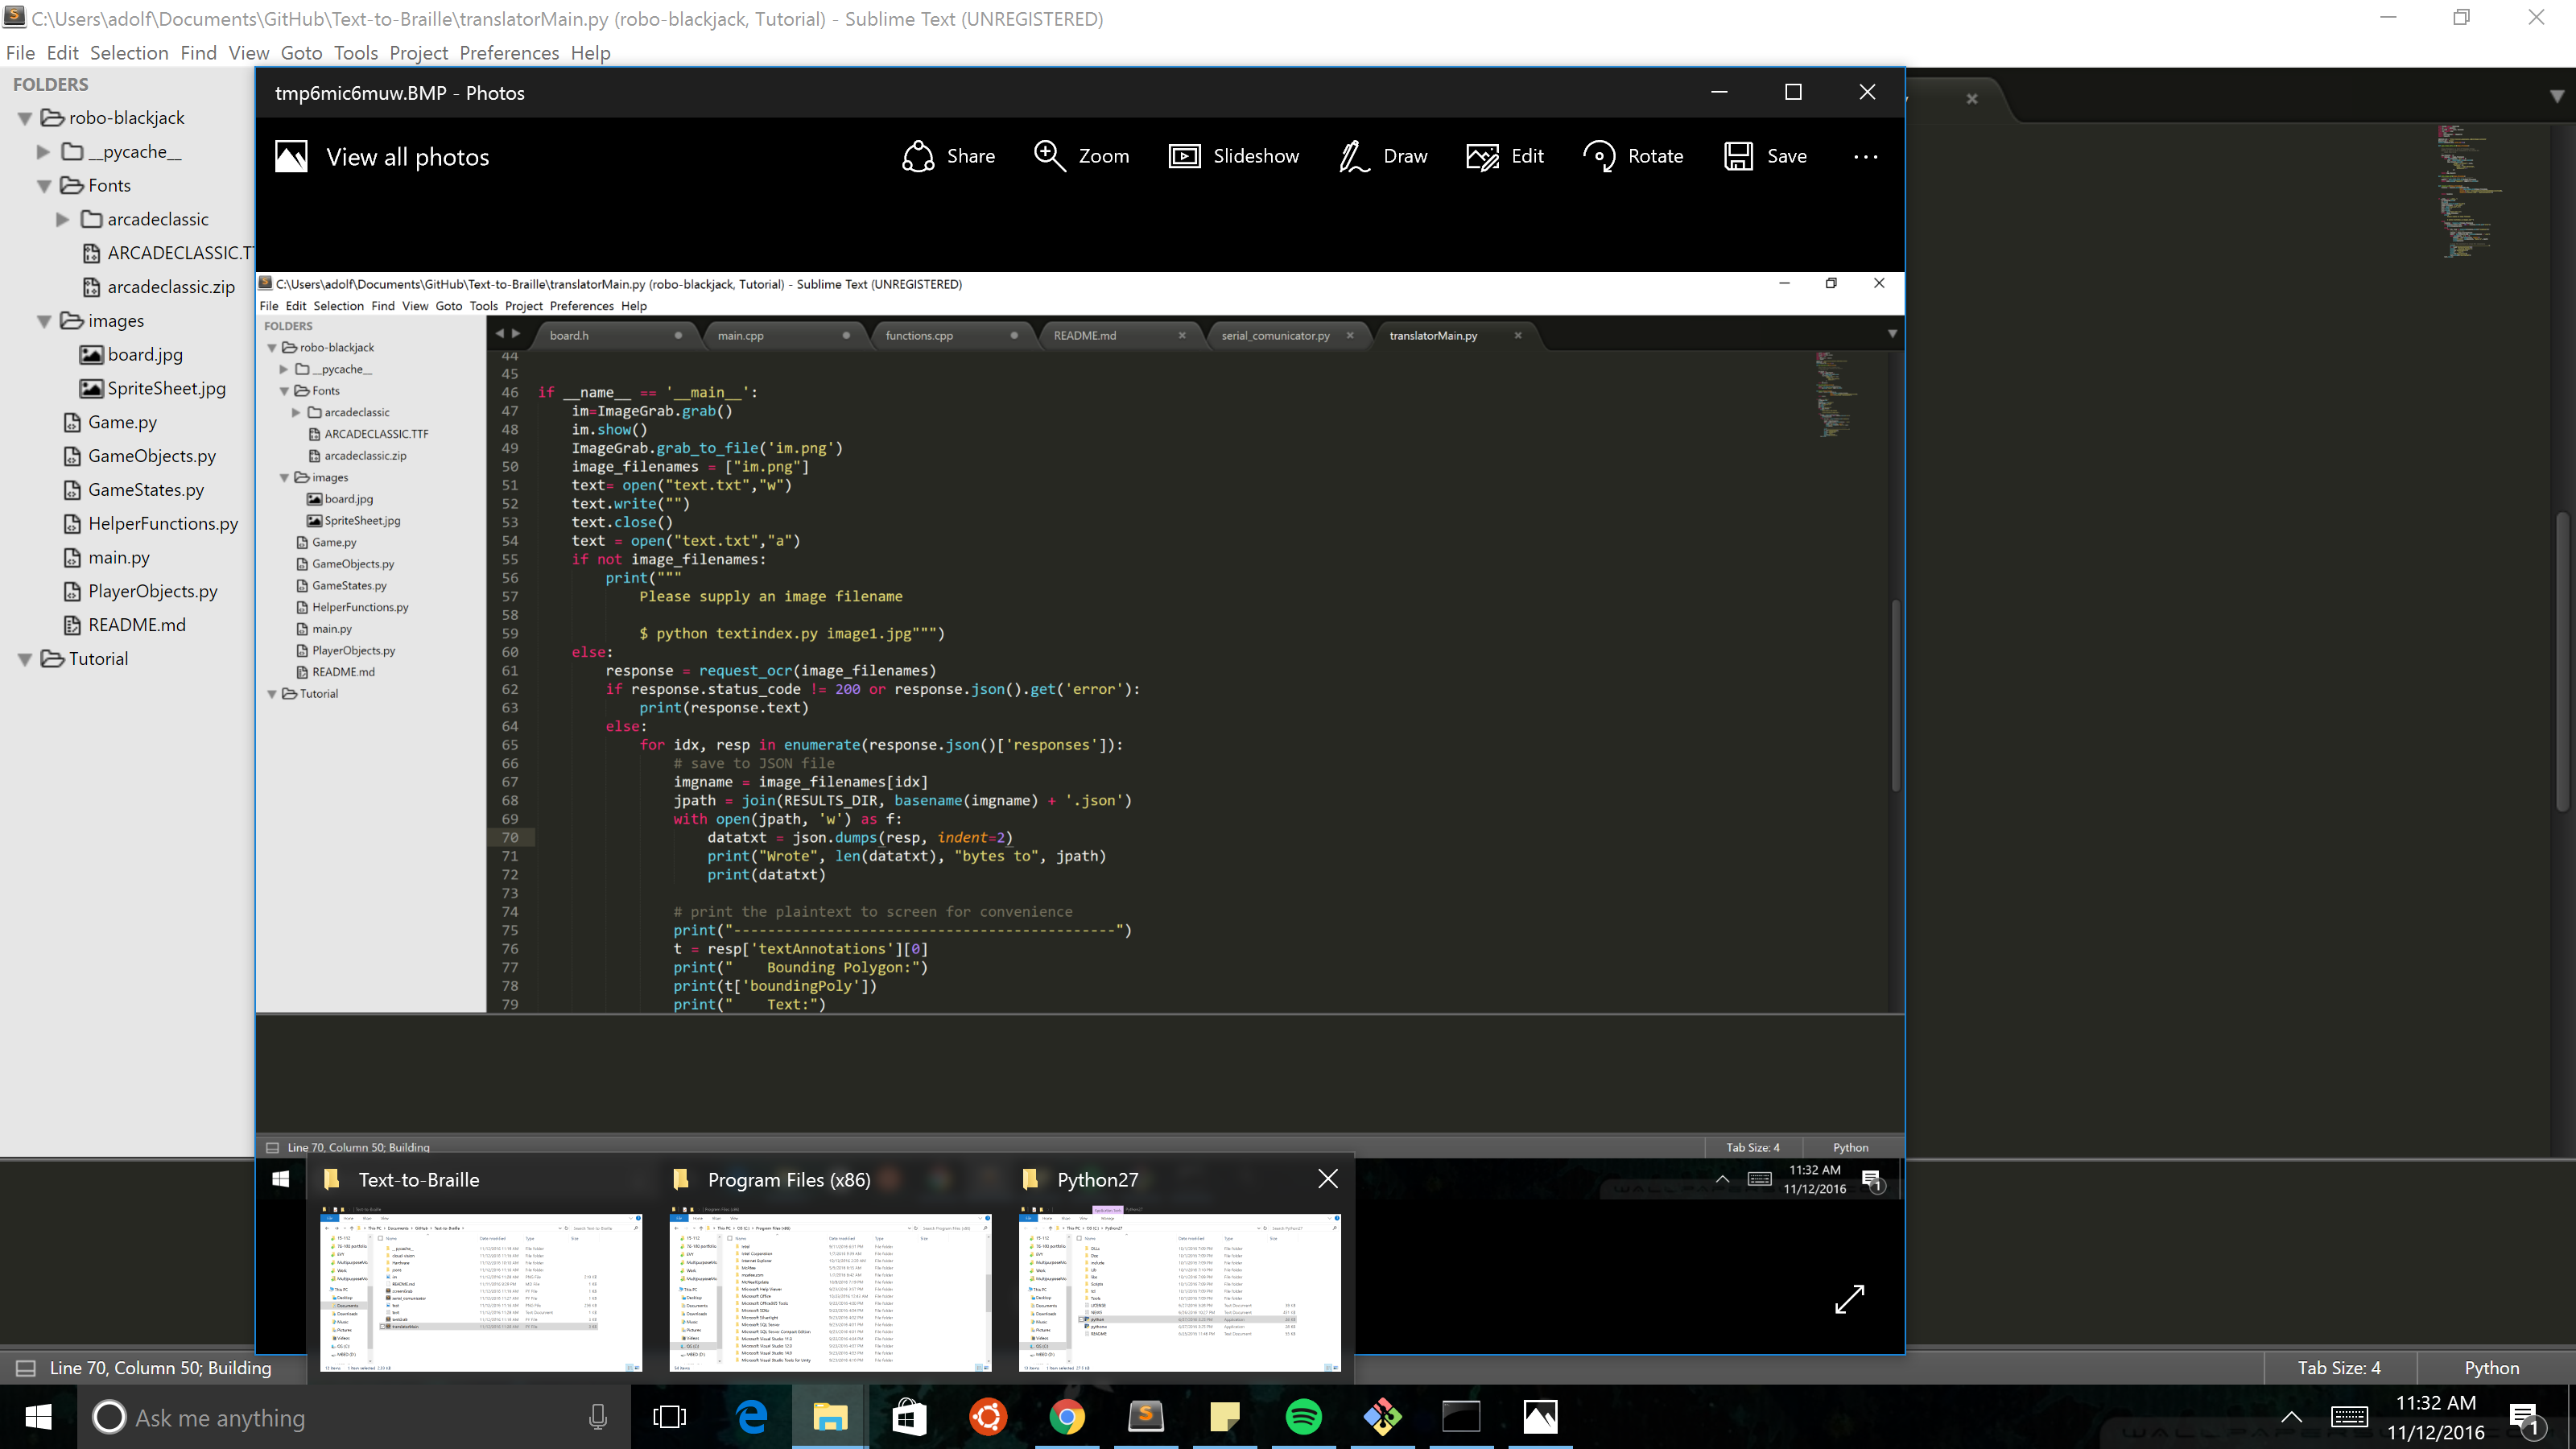 C:\Users\adolf\Documents\GitHub\Text-to-Braille\translatorMain.py (robo-blackjack, Tutorial) - Sublime Text (UNREGISTERED)
File Edit Selection Find View Goto Tools Project Preferences Help
FOLDERS
robo-blackjack
__pycache__
Fonts
arcadeclassic
ARCADECLASSIC.T
arcadeclassic.zip
images
board.jpg
SpriteSheet.jpg
Game.py
GameObjects.py
GameStates.py
HelperFunctions.py
main.py
PlayerObjects.py
README.md
Tutorial
tmp6mic6muw.BMP - Photos
View all photos
Share Zoom Slideshow Draw Edit Rotate Save
C:\Users\adolf\Documents\GitHub\Text-to-Braille\translatorMain.py (robo-blackjack, Tutorial) - Sublime Text (UNREGISTERED)
File Edit Selection Find View Goto Tools Project Preferences Help
FOLDERS
robo-blackjack
__pycache__
Fonts
arcadeclassic
ARCADECLASSIC.TTF
arcadeclassic.zip
images
board.jpg
SpriteSheet.jpg
Game.py
GameObjects.py
GameStates.py
HelperFunctions.py
main.py
PlayerObjects.py
README.md
Tutorial
board.h main.cpp functions.cpp README.md serial_comunicator.py translatorMain.py
44
45
46 if __name__ == '__main__':
47 im=ImageGrab.grab()
48 im.show()
49 ImageGrab.grab_to_file('im.png')
50 image_filenames = ["im.png"]
51 text= open("text.txt","w")
52 text.write("")
53 text.close()
54 text = open("text.txt","a")
55 if not image_filenames:
56 print("""
57 Please supply an image filename
58
59 $ python textindex.py image1.jpg""")
60 else:
61 response = request_ocr(image_filenames)
62 if response.status_code != 200 or response.json().get('error'):
63 print(response.text)
64 else:
65 for idx, resp in enumerate(response.json()['responses']):
66 # save to JSON file
67 imgname = image_filenames[idx]
68 jpath = join(RESULTS_DIR, basename(imgname) + '.json')
69 with open(jpath, 'w') as f:
70 datatxt = json.dumps(resp, indent=2)
71 print("Wrote", len(datatxt), "bytes to", jpath)
72 print(datatxt)
73
74 # print the plaintext to screen for convenience
75 print("---------------------------------------------")
76 t = resp['textAnnotations'][0]
77 print("    Bounding Polygon:")
78 print(t['boundingPoly'])
79 print("    Text:")
Line 70, Column 50; Building
Tab Size: 4 Python
11:32 AM
11/12/2016
1
Text-to-Braille
Program Files (x86)
Python27
Line 70, Column 50; Building
Tab Size: 4 Python
Ask me anything
11:32 AM
11/12/2016
1